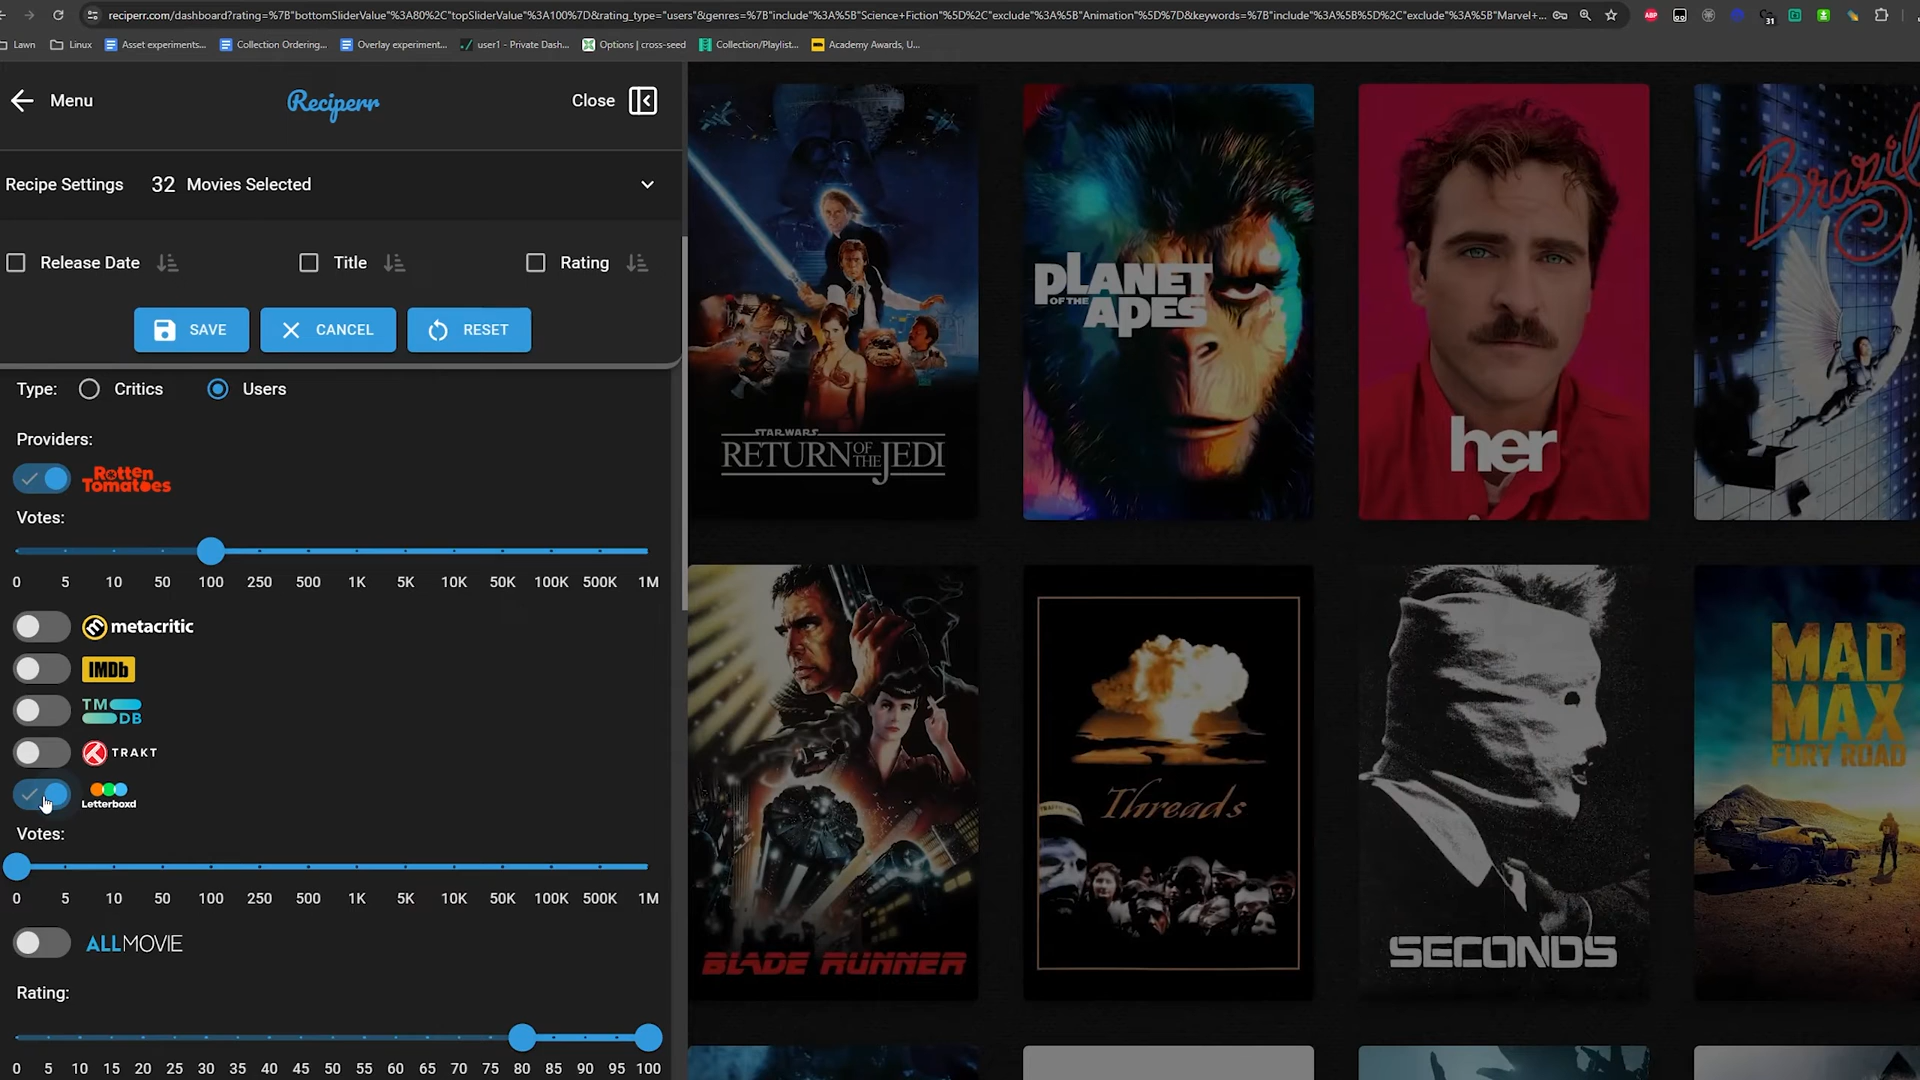 reciperr.com/dashboard?rating=%7B"bottomSliderValue"%3A80%2C"topSliderValue"%3A100%7D&rating_type="users"&genres=%7B"include"%3A%5B"Science+Fiction"%5D%2C"exclude"%3A%5B"Animation"%5D%7D&keywords=%7B"include"%3A%5B%5D%2C"exclude"%3A%5B"Marvel+...
Lawn Linux Asset experiments... Collection Ordering... Overlay experiment... user1 - Private Dash... Options | cross-seed Collection/Playlist... Academy Awards, U...
Menu Reciperr Close
Recipe Settings 32 Movies Selected
Release Date Title Rating
SAVE CANCEL RESET
Type: Critics Users
Providers:
Rotten
Tomatoes
Votes:
0 5 10 50 100 250 500 1K 5K 10K 50K 100K 500K 1M
metacritic
IMDb
TM
DB
TRAKT
Letterboxd
Votes:
0 5 10 50 100 250 500 1K 5K 10K 50K 100K 500K 1M
ALLMOVIE
Rating:
0 5 10 15 20 25 30 35 40 45 50 55 60 65 70 75 80 85 90 95 100
STAR WARS
RETURN OF THE JEDI
PLANET
OF THE
APES
her
Brazil
BLADE RUNNER
Threads
SECONDS
MAD
MAX
FURY ROAD